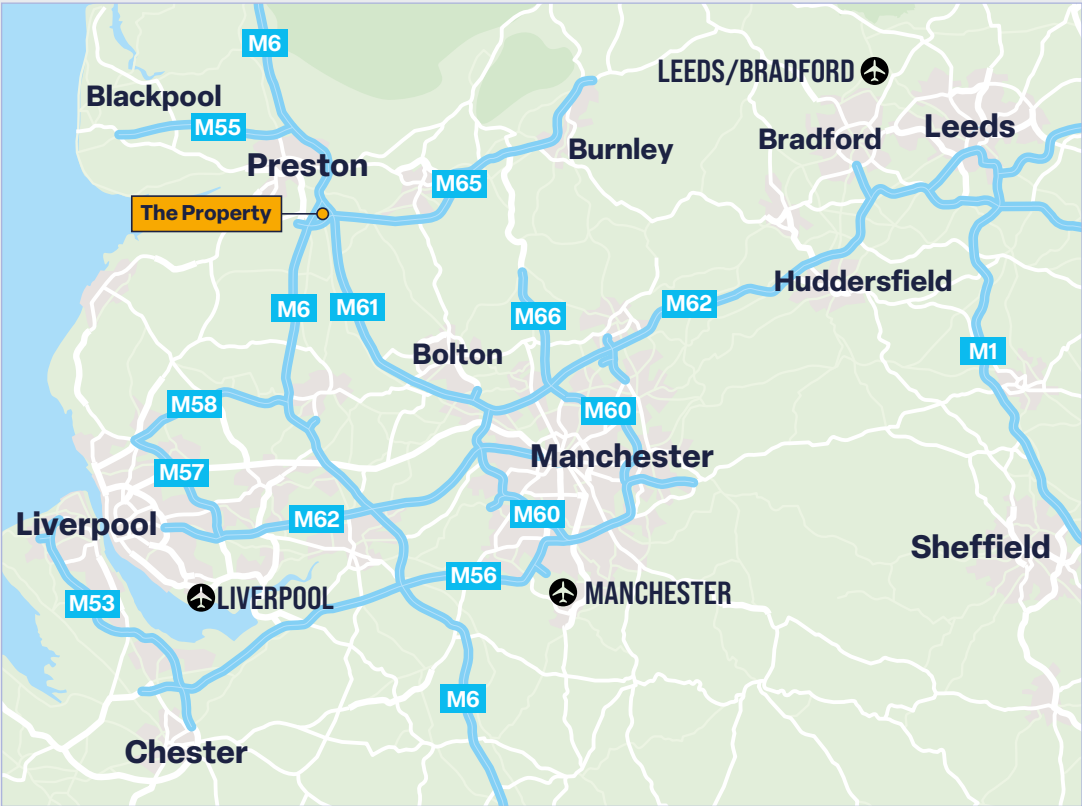 M6
LEEDS/BRADFORD
Blackpool
M55
Leeds
Bradford
Burnley
Preston
M65
The Property
Huddersfield
M6
M61
M66
M62
Bolton
M1
M58
M60
Manchester
M57
Liverpool
M62
M60
Sheffield
M56
LIVERPOOL
MANCHESTER
M53
M6
Chester